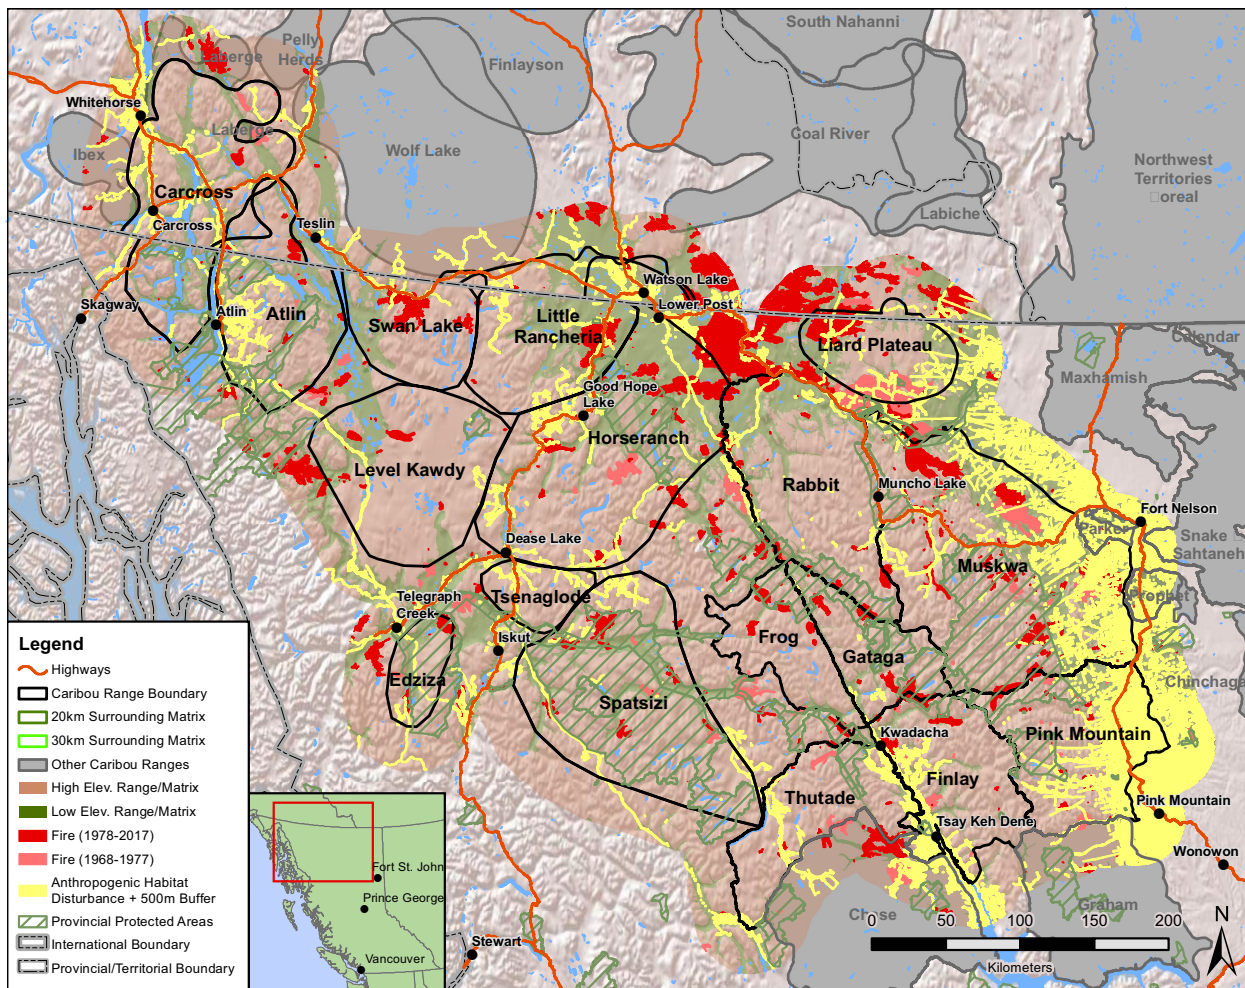 South Nahanni
Pelly
Herds
Laberge
Finlayson
Whitehorse
Laberge
Ibex
Wolf Lake
Coal River
Northwest
Territories
□oreal
Carcross
Carcross
Teslin
Labiche
Skagway
Atlin
Atlin
Swan Lake
Little
Rancheria
Watson Lake
Lower Post
Liard Plateau
Calendar
Maxhamish
Good Hope
Lake
Horseranch
Level Kawdy
Rabbit
Muncho Lake
Fort Nelson
Parker
Snake
Sahtaneh
Dease Lake
Muskwa
Prophet
Telegraph
Creek
Tsenaglode
Iskut
Frog
Gataga
Edziza
Spatsizi
Chinchaga
Kwadacha
Pink Mountain
Finlay
Thutade
Pink Mountain
Tsay Keh Dene
Wonowon
Chase
Graham
Stewart
Legend
Highways
Caribou Range Boundary
20km Surrounding Matrix
30km Surrounding Matrix
Other Caribou Ranges
High Elev. Range/Matrix
Low Elev. Range/Matrix
Fire (1978-2017)
Fire (1968-1977)
Anthropogenic Habitat
Disturbance + 500m Buffer
Provincial Protected Areas
International Boundary
Provincial/Territorial Boundary
Fort St. John
Prince George
Vancouver
0 50 100 150 200
Kilometers
N